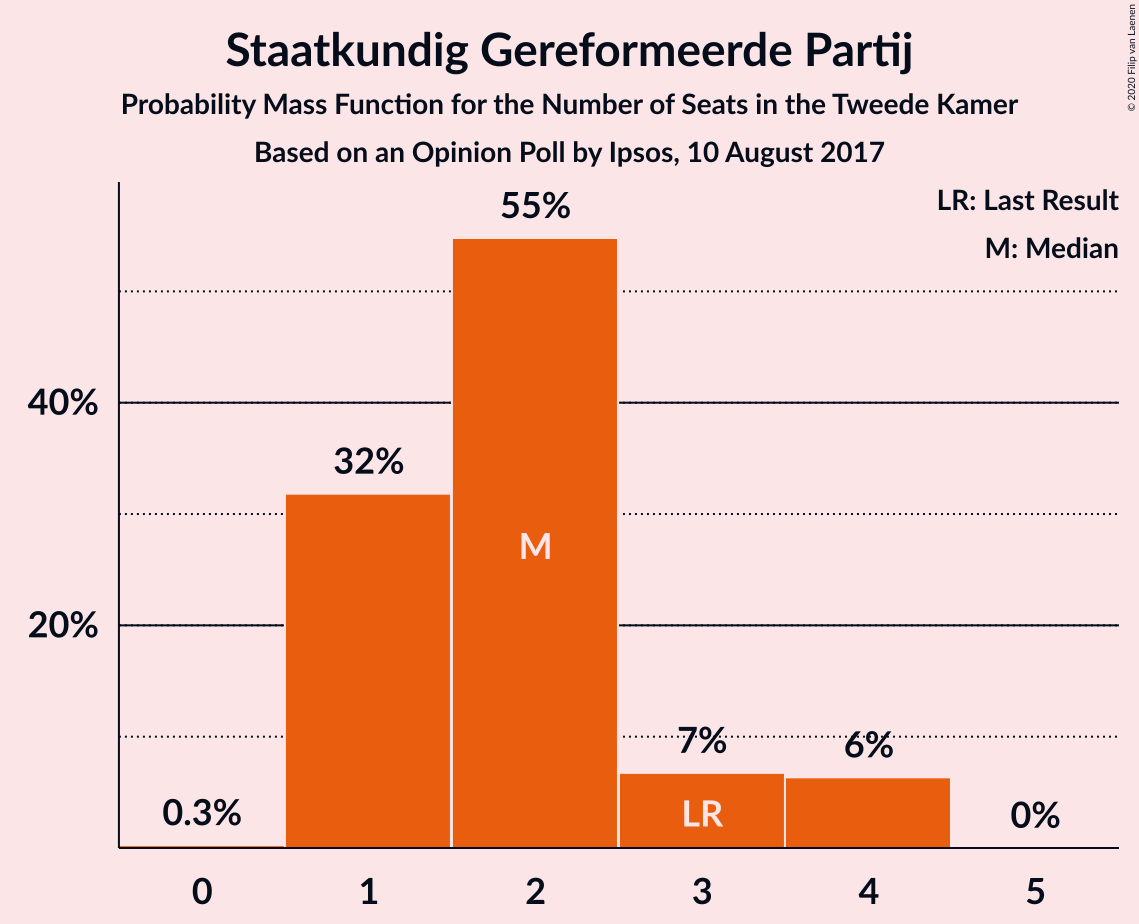 Staatkundig Gereformeerde Partij
Probability Mass Function for the Number of Seats in the Tweede Kamer
Based on an Opinion Poll by Ipsos, 10 August 2017
© 2020 Filip van Laenen
LR: Last Result
M: Median
55%
40%
32%
M
20%
7%
6%
LR
0.3%
0%
0 1 2 3 4 5